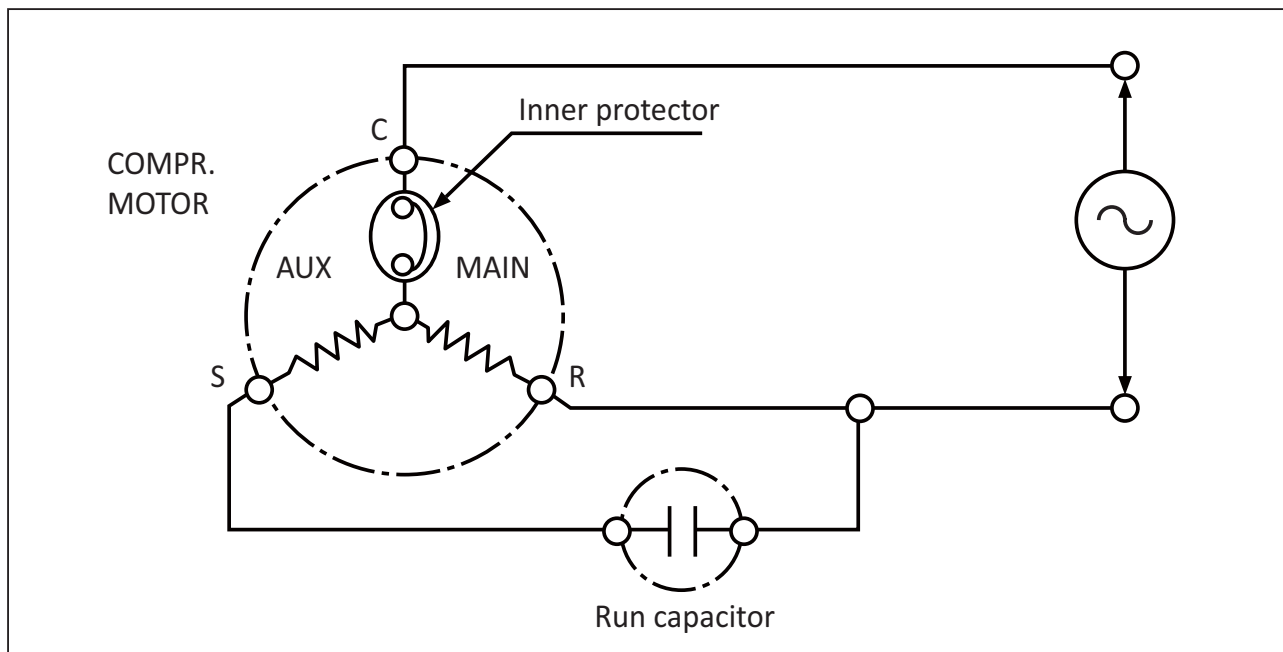 Inner protector
C
COMPR.
MOTOR
AUX
MAIN
S
R
Run capacitor